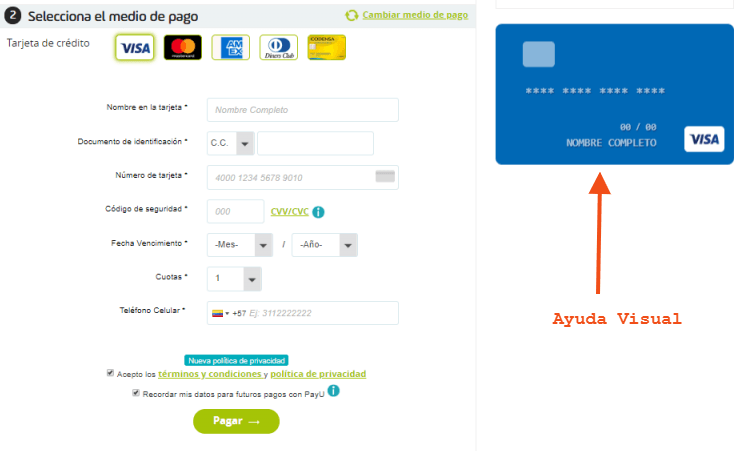 2 Selecciona el medio de pago
Cambiar medio de pago
Tarjeta de crédito
VISA
mastercard
AM
EX
Diners Club
CODENSA
Nombre en la tarjeta *
Nombre Completo
Documento de identificación *
C.C.
Número de tarjeta *
4000 1234 5678 9010
Código de seguridad *
000
CVV/CVC i
Fecha Vencimiento *
-Mes- / -Año-
Cuotas *
1
Teléfono Celular *
+57 Ej: 3112222222
Nueva política de privacidad
Acepto los términos y condiciones y política de privacidad
Recordar mis datos para futuros pagos con PayU i
Pagar →
**** **** **** ****
00 / 00
NOMBRE COMPLETO
VISA
Ayuda Visual